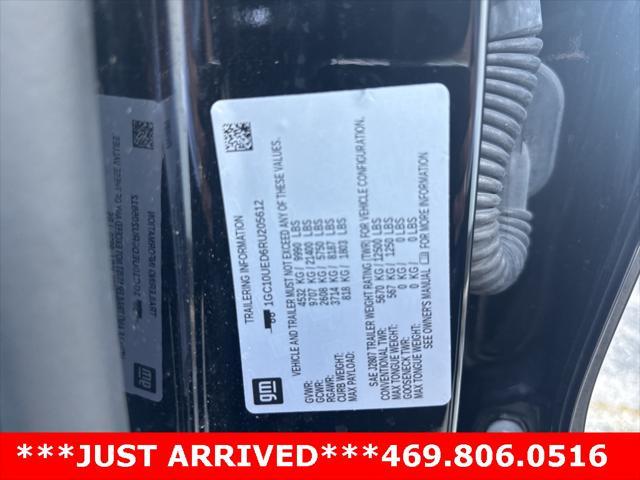 TRAILERING INFORMATION
1GC10UED6RU205612
VEHICLE AND TRAILER MUST NOT EXCEED ANY OF THESE VALUES.
GVWR: 4532 KG/ 9990 LBS
GCWR: 9707 KG/ 21400 LBS
RGAWR: 2608 KG/ 5750 LBS
CURB WEIGHT: 3714 KG/ 8187 LBS
MAX PAYLOAD: 818 KG/ 1803 LBS
SAE J2807 TRAILER WEIGHT RATING (TWR) FOR VEHICLE CONFIGURATION.
CONVENTIONAL TWR: 5670 KG/ 12500 LBS
MAX TONGUE WEIGHT: 567 KG/ 1250 LBS
GOOSENECK TWR: 0 KG/ 0 LBS
MAX TONGUE WEIGHT: 0 KG/ 0 LBS
SEE OWNER'S MANUAL FOR MORE INFORMATION
gm
***JUST ARRIVED***469.806.0516